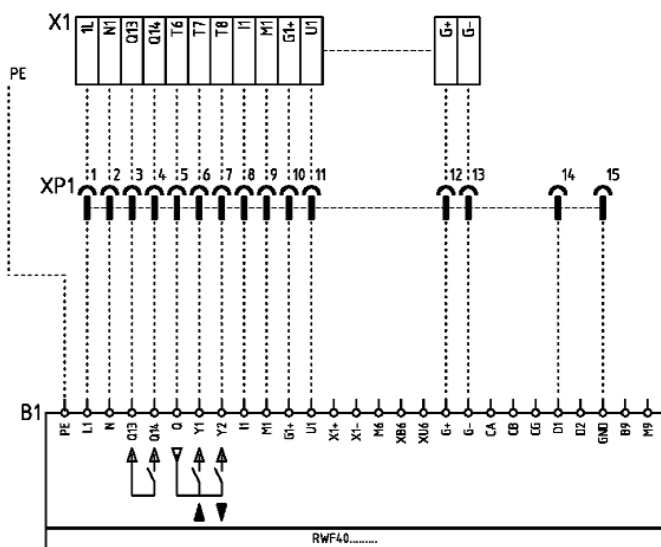 X1 1L N1 Q13 Q14 T6 T7 T8 I1 M1 G1+ U1 G+ G-
PE
XP1 1 2 3 4 5 6 7 8 9 10 11 12 13 14 15
B1
PE L1 N Q13 Q14 Q Y1 Y2 I1 M1 G1+ U1 X1+ X1- M6 XB6 XU6 G+ G- CA CB CG D1 D2 GND B9 M9
RWF40.........